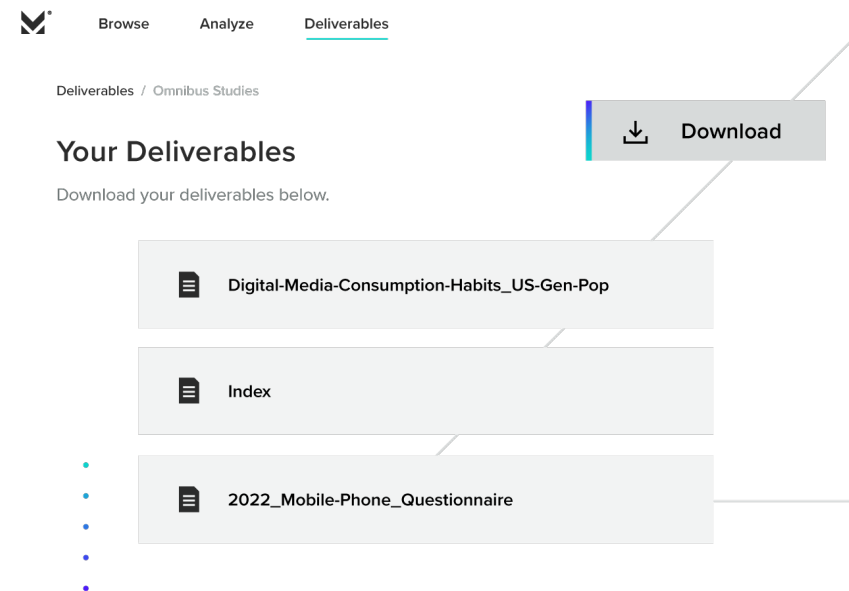 Browse Analyze Deliverables
Deliverables / Omnibus Studies
Download
Your Deliverables
Download your deliverables below.
Digital-Media-Consumption-Habits_US-Gen-Pop
Index
2022_Mobile-Phone_Questionnaire